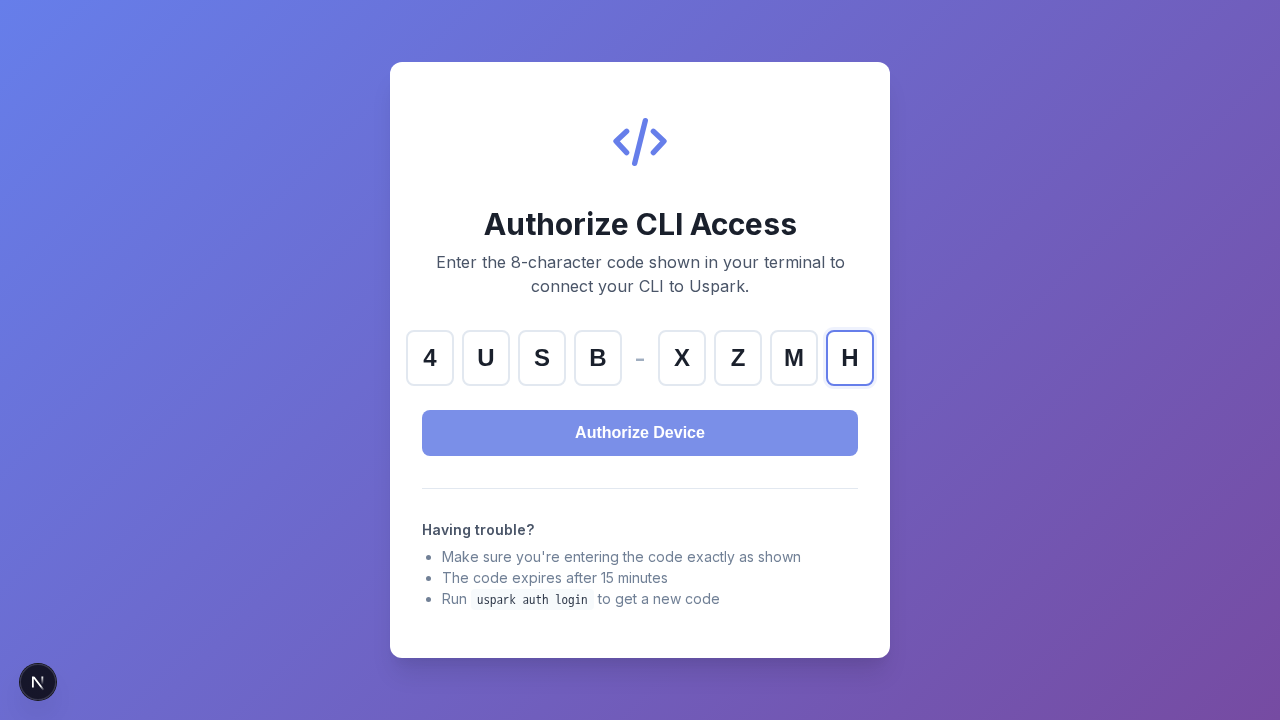 Authorize CLI Access
Enter the 8-character code shown in your terminal to
connect your CLI to Uspark.
4 U S B - X Z M H
Authorize Device
Having trouble?
• Make sure you're entering the code exactly as shown
• The code expires after 15 minutes
• Run uspark auth login to get a new code
N